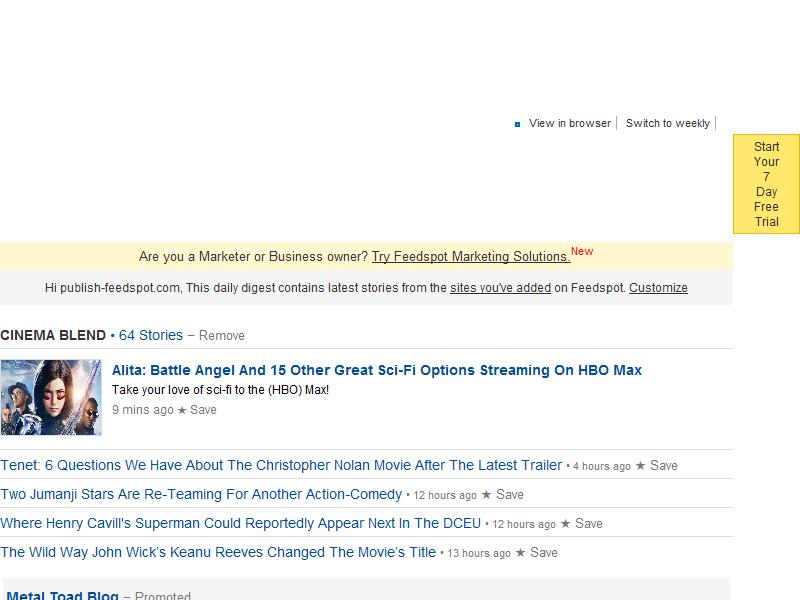 View in browser Switch to weekly
Start
Your
7
Day
Free
Trial
Are you a Marketer or Business owner? Try Feedspot Marketing Solutions. New
Hi publish-feedspot.com, This daily digest contains latest stories from the sites you've added on Feedspot. Customize
CINEMA BLEND • 64 Stories – Remove
Alita: Battle Angel And 15 Other Great Sci-Fi Options Streaming On HBO Max
Take your love of sci-fi to the (HBO) Max!
9 mins ago ★ Save
Tenet: 6 Questions We Have About The Christopher Nolan Movie After The Latest Trailer • 4 hours ago ★ Save
Two Jumanji Stars Are Re-Teaming For Another Action-Comedy • 12 hours ago ★ Save
Where Henry Cavill's Superman Could Reportedly Appear Next In The DCEU • 12 hours ago ★ Save
The Wild Way John Wick's Keanu Reeves Changed The Movie's Title • 13 hours ago ★ Save
Metal Toad Blog – Promoted